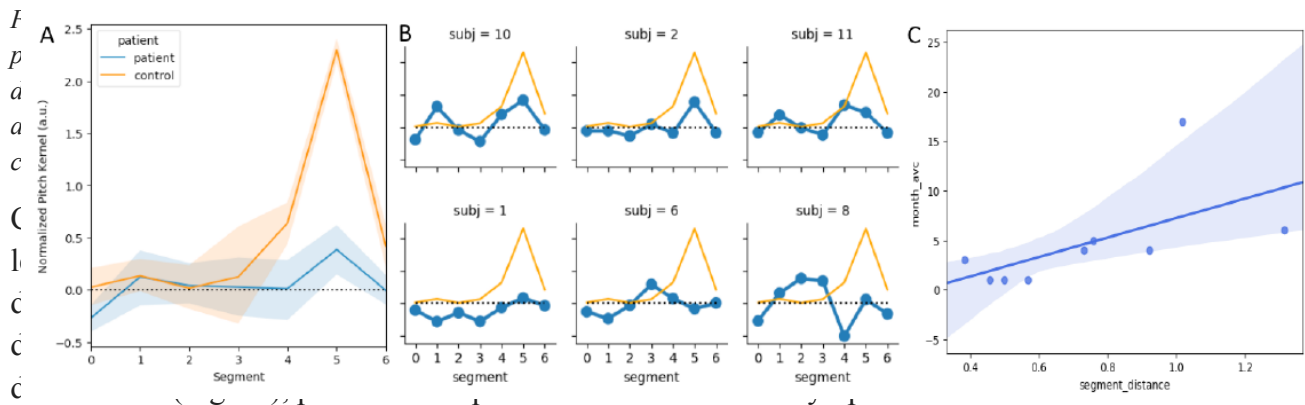 A
patient
patient
control
Normalized Pitch Kernel (a.u.)
2.5
2.0
1.5
1.0
0.5
0.0
−0.5
0 1 2 3 4 5 6
Segment
B
subj = 10
subj = 2
subj = 11
subj = 1
subj = 6
subj = 8
0 1 2 3 4 5 6
segment
0 1 2 3 4 5 6
segment
0 1 2 3 4 5 6
segment
C
month_avc
25
20
15
10
5
0
−5
0.4 0.6 0.8 1.0 1.2
segment_distance